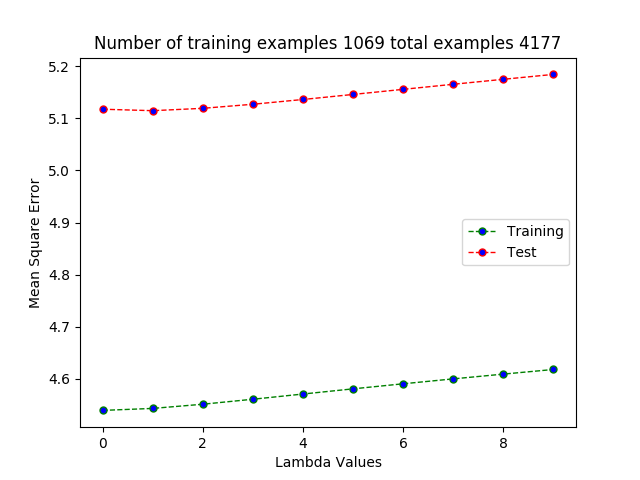 Number of training examples 1069 total examples 4177
5.2
5.1
5.0
4.9
4.8
4.7
4.6
Mean Square Error
Training
Test
0 2 4 6 8
Lambda Values